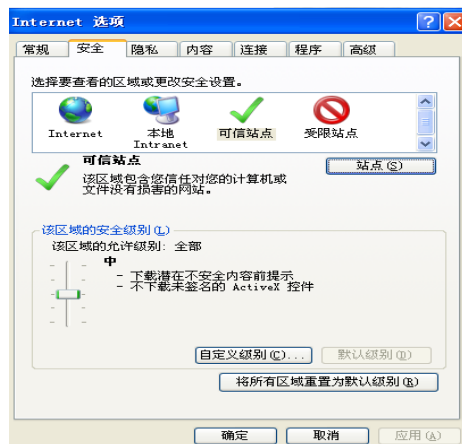 Internet 选项
常规 安全 隐私 内容 连接 程序 高级
选择要查看的区域或更改安全设置。
Internet 本地 Intranet 可信站点 受限站点
可信站点
站点(S)
该区域包含您信任对您的计算机或
文件没有损害的网站。
该区域的安全级别(L)
该区域的允许级别: 全部
中
- 下载潜在不安全内容前提示
- 不下载未签名的 ActiveX 控件
自定义级别(C)... 默认级别(D)
将所有区域重置为默认级别(R)
确定 取消 应用(A)